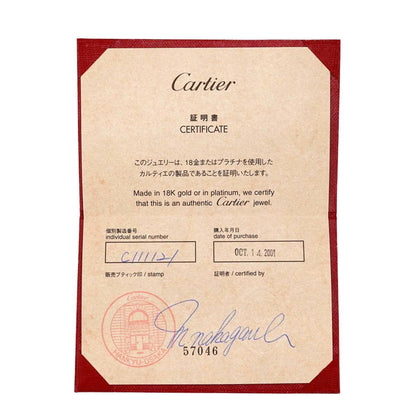 Cartier
証明書
CERTIFICATE
このジュエリーは、18金またはプラチナを使用した
カルティエの製品であることを証明いたします。
Made in 18K gold or in platinum, we certify
that this is an authentic Cartier jewel.
個別製造番号
individual serial number
C111121
購入年月日
date of purchase
OCT. 14. 2001
販売ブティック印 / stamp
証明者 / certified by
Cartier
57046